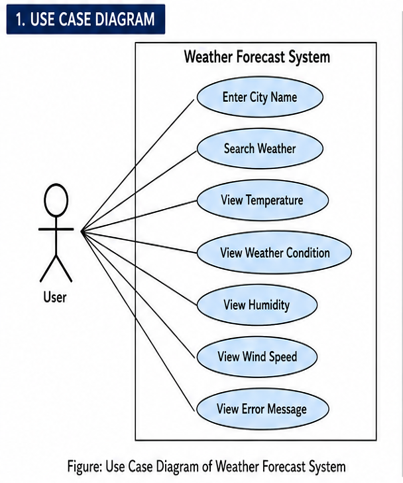 1. USE CASE DIAGRAM
Weather Forecast System
Enter City Name
Search Weather
View Temperature
View Weather Condition
View Humidity
View Wind Speed
View Error Message
User
Figure: Use Case Diagram of Weather Forecast System